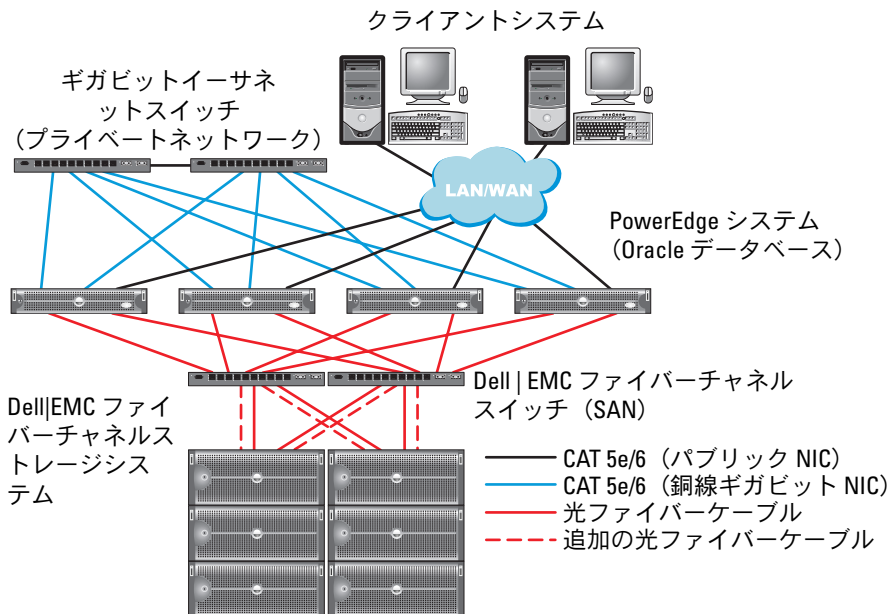 クライアントシステム
ギガビットイーサネ
ットスイッチ
（プライベートネットワーク）
LAN/WAN
PowerEdge システム
（Oracle データベース）
Dell | EMC ファイバーチャネル
スイッチ（SAN）
Dell|EMC ファイ
バーチャネルス
トレージシス
テム
CAT 5e/6（パブリック NIC）
CAT 5e/6（銅線ギガビット NIC）
光ファイバーケーブル
追加の光ファイバーケーブル